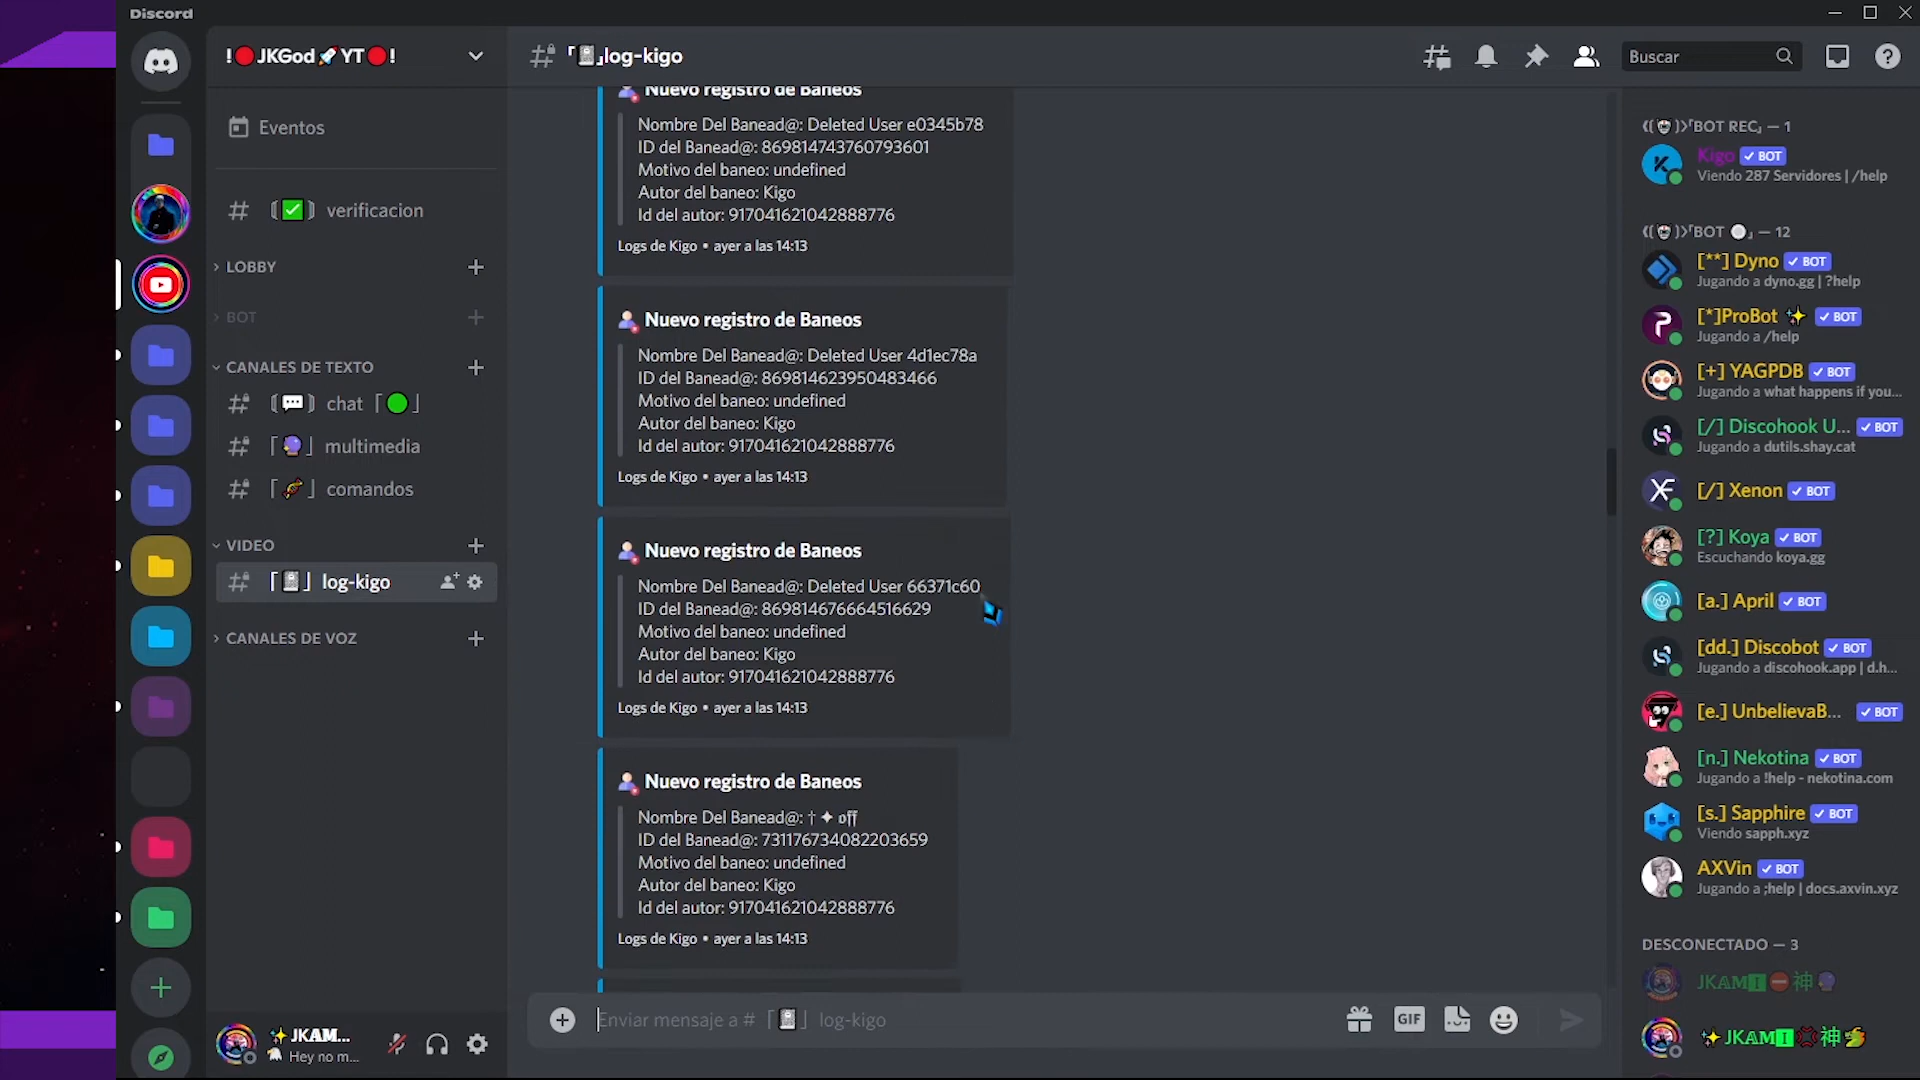 Discord
!🔴JKGod🚀YT🔴!
Eventos
verificacion
LOBBY
BOT
CANALES DE TEXTO
chat
multimedia
comandos
VIDEO
log-kigo
CANALES DE VOZ
✨JKAM...
Hey no m...
「📓」log-kigo
Buscar
Nuevo registro de Baneos
Nombre Del Banead@: Deleted User e0345b78
ID del Banead@: 869814743760793601
Motivo del baneo: undefined
Autor del baneo: Kigo
Id del autor: 917041621042888776
Logs de Kigo • ayer a las 14:13
Nuevo registro de Baneos
Nombre Del Banead@: Deleted User 4d1ec78a
ID del Banead@: 869814623950483466
Motivo del baneo: undefined
Autor del baneo: Kigo
Id del autor: 917041621042888776
Logs de Kigo • ayer a las 14:13
Nuevo registro de Baneos
Nombre Del Banead@: Deleted User 66371c60
ID del Banead@: 869814676664516629
Motivo del baneo: undefined
Autor del baneo: Kigo
Id del autor: 917041621042888776
Logs de Kigo • ayer a las 14:13
Nuevo registro de Baneos
Nombre Del Banead@: † ✦ off
ID del Banead@: 731176734082203659
Motivo del baneo: undefined
Autor del baneo: Kigo
Id del autor: 917041621042888776
Logs de Kigo • ayer a las 14:13
Enviar mensaje a # 「📓」 log-kigo
GIF
「BOT REC」 — 1
Kigo ✓ BOT
Viendo 287 Servidores | /help
「BOT ⚪」 — 12
[**] Dyno ✓ BOT
Jugando a dyno.gg | ?help
[*]ProBot ✨ ✓ BOT
Jugando a /help
[+] YAGPDB ✓ BOT
Jugando a what happens if you...
[/] Discohook U... ✓ BOT
Jugando a dutils.shay.cat
[/] Xenon ✓ BOT
[?] Koya ✓ BOT
Escuchando koya.gg
[a.] April ✓ BOT
[dd.] Discobot ✓ BOT
Jugando a discohook.app | d.h...
[e.] UnbelievaB... ✓ BOT
[n.] Nekotina ✓ BOT
Jugando a !help - nekotina.com
[s.] Sapphire ✓ BOT
Viendo sapph.xyz
AXVin ✓ BOT
Jugando a ;help | docs.axvin.xyz
DESCONECTADO — 3
JKAMI⛔神🔮
✨JKAMI💢神🐲